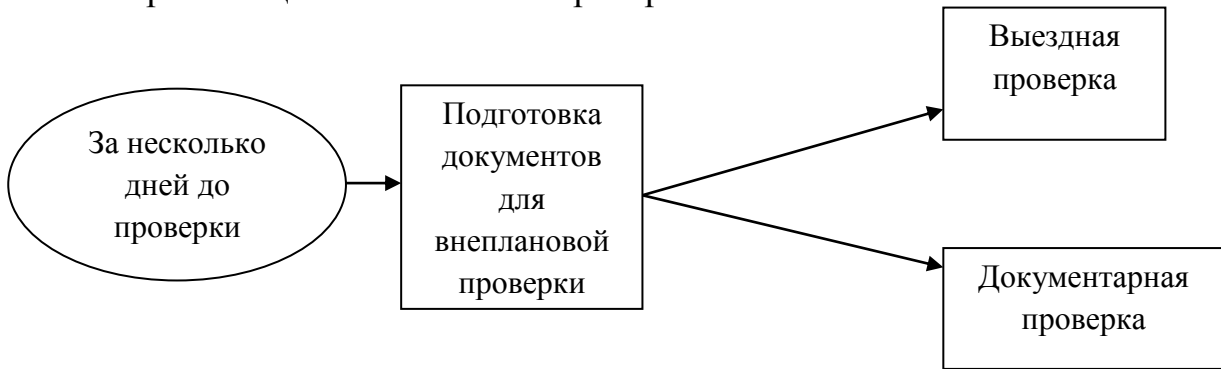 За несколько
дней до
проверки
Подготовка
документов
для
внеплановой
проверки
Выездная
проверка
Документарная
проверка